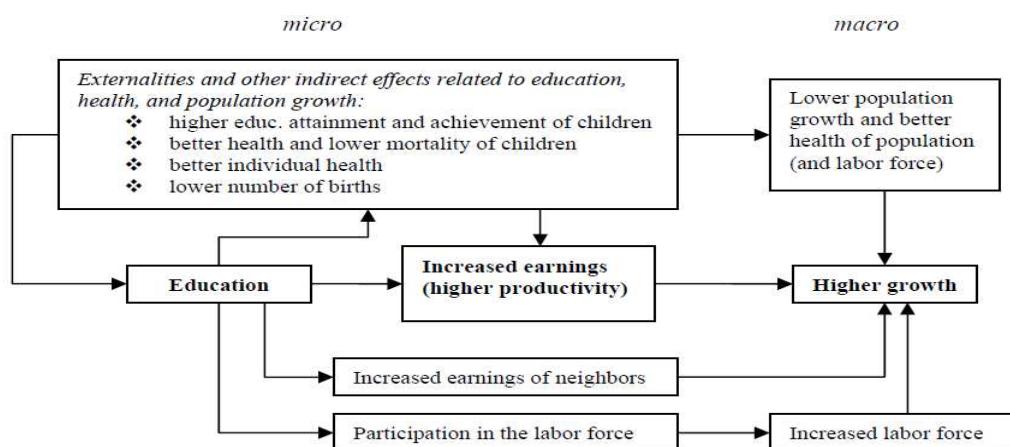 micro
macro
Externalities and other indirect effects related to education,
health, and population growth:
❖ higher educ. attainment and achievement of children
❖ better health and lower mortality of children
❖ better individual health
❖ lower number of births
Lower population
growth and better
health of population
(and labor force)
Education
Increased earnings
(higher productivity)
Higher growth
Increased earnings of neighbors
Participation in the labor force
Increased labor force